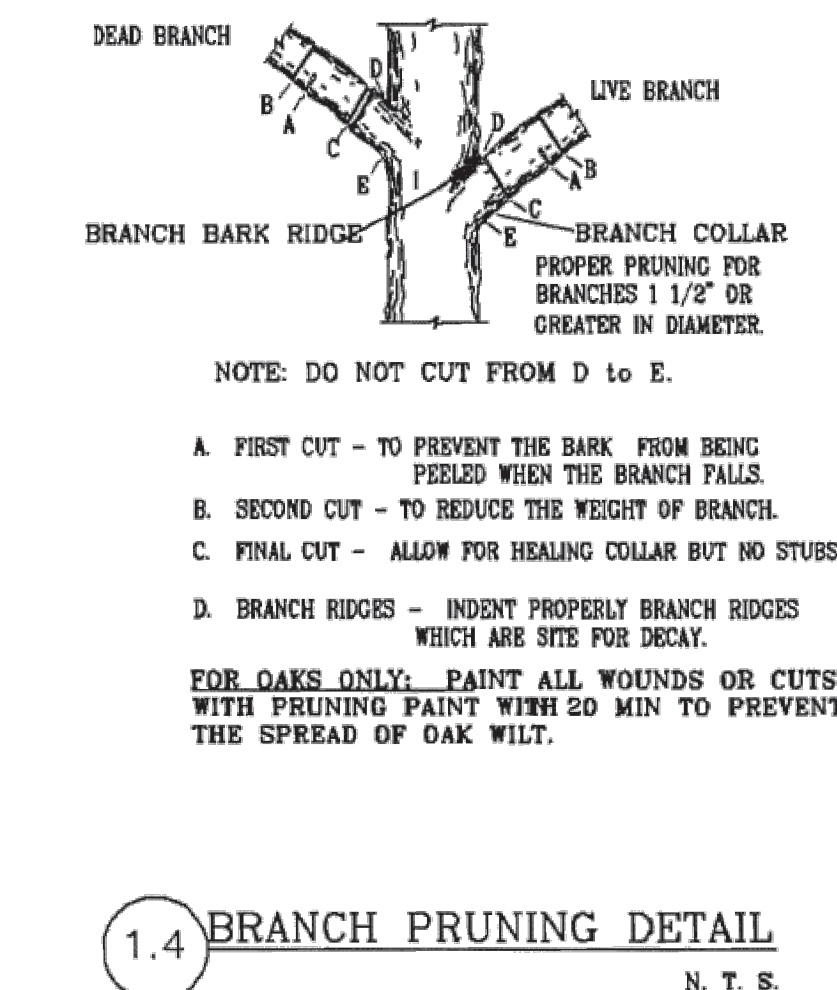 DEAD BRANCH
D
B
A
C
E
LIVE BRANCH
D
B
A
C
E
BRANCH BARK RIDGE
BRANCH COLLAR
PROPER PRUNING FOR
BRANCHES 1 1/2" OR
GREATER IN DIAMETER.
NOTE: DO NOT CUT FROM D to E.
A. FIRST CUT - TO PREVENT THE BARK FROM BEING
PEELED WHEN THE BRANCH FALLS.
B. SECOND CUT - TO REDUCE THE WEIGHT OF BRANCH.
C. FINAL CUT - ALLOW FOR HEALING COLLAR BUT NO STUBS
D. BRANCH RIDGES - INDENT PROPERLY BRANCH RIDGES
WHICH ARE SITE FOR DECAY.
FOR OAKS ONLY: PAINT ALL WOUNDS OR CUTS
WITH PRUNING PAINT WITH 20 MIN TO PREVENT
THE SPREAD OF OAK WILT.
1.4 BRANCH PRUNING DETAIL
N. T. S.